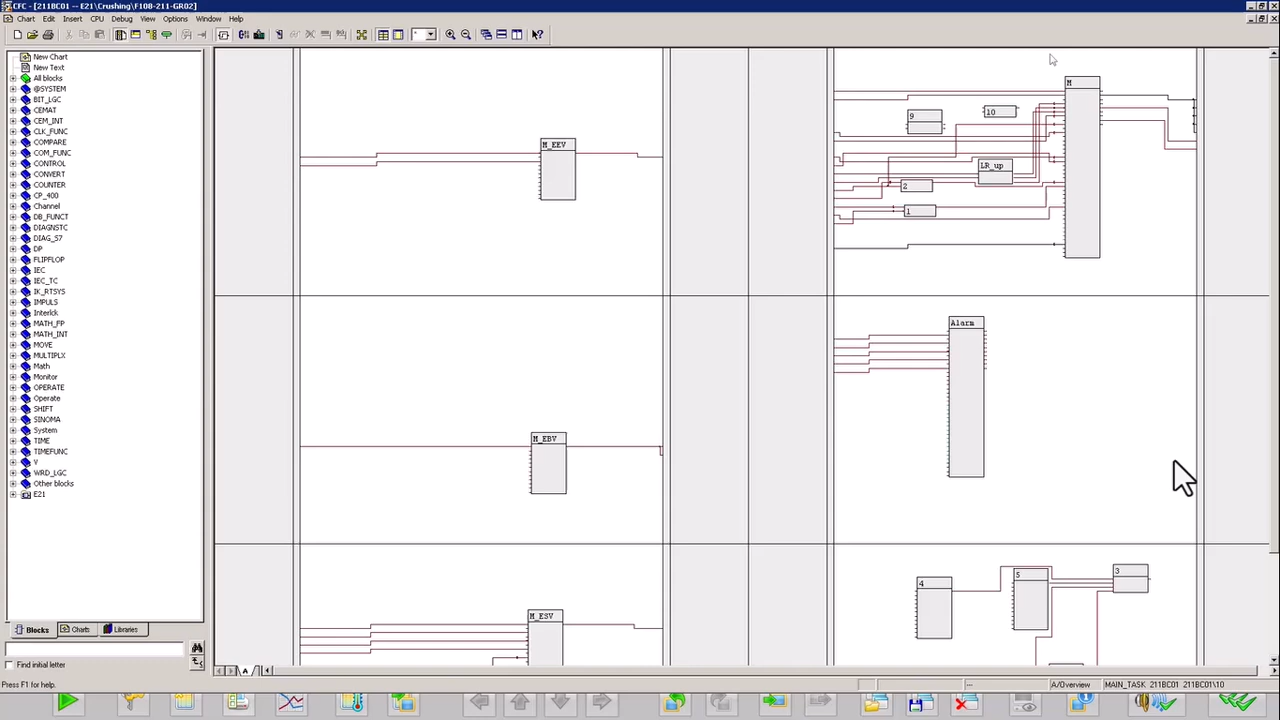 CFC - [211BC01 -- E21\Crushing\F108-211-GR02]
Chart Edit Insert CPU Debug View Options Window Help
New Chart
New Text
All blocks
@SYSTEM
BIT_LGC
CEMAT
CEM_INT
CLK_FUNC
COMPARE
COM_FUNC
CONTROL
CONVERT
COUNTER
CP_400
Channel
DB_FUNCT
DIAGNSTC
DIAG_S7
DP
FLIPFLOP
IEC
IEC_TC
IK_RTSYS
IMPULS
Interlck
MATH_FP
MATH_INT
MOVE
MULTIPLX
Math
Monitor
OPERATE
Operate
SHIFT
SINOMA
System
TIME
TIMEFUNC
V
WRD_LGC
Other blocks
E21
Blocks Charts Libraries
Find initial letter
M_EEV
M_EBV
M_ESV
M
9
10
LR_up
2
1
Alarm
4
5
3
A
Press F1 for help.
--- A/Overview MAIN_TASK 211BC01 211BC01\10